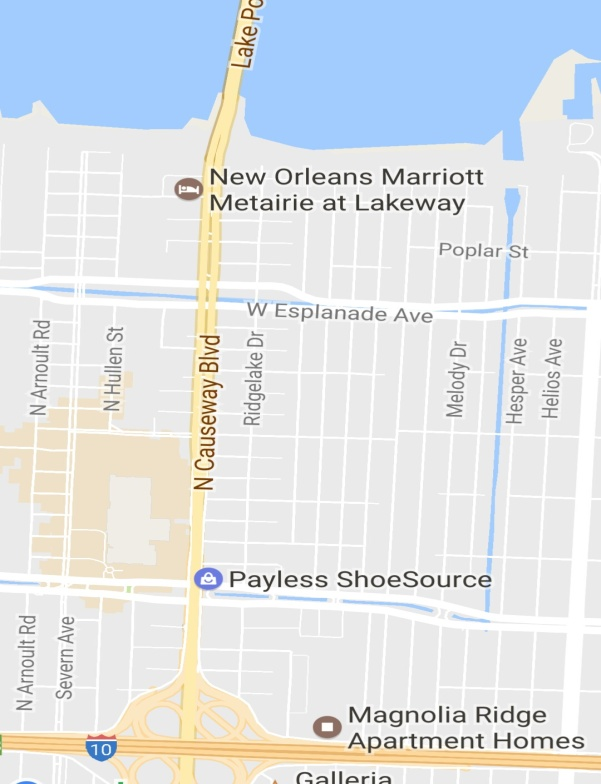 Lake Po
New Orleans Marriott
Metairie at Lakeway
Poplar St
W Esplanade Ave
N Arnoult Rd
N Hullen St
N Causeway Blvd
Ridgelake Dr
Melody Dr
Hesper Ave
Helios Ave
Payless ShoeSource
N Arnoult Rd
Severn Ave
10
Magnolia Ridge
Apartment Homes
Galleria